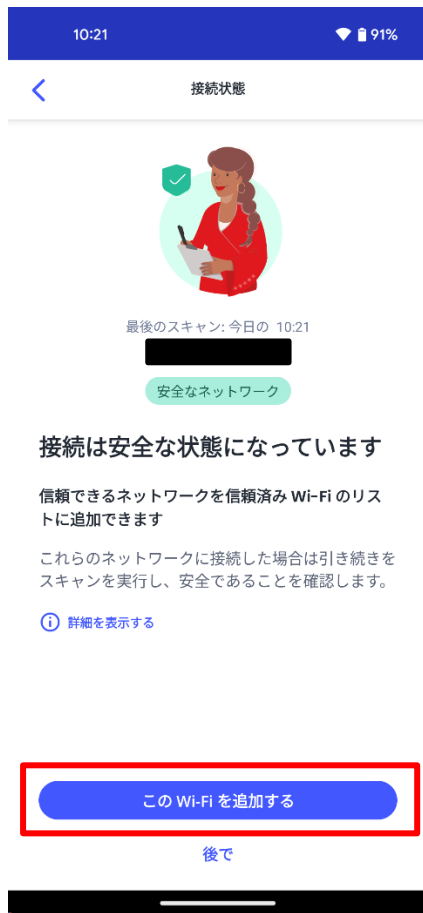 10:21
91%
接続状態
最後のスキャン: 今日の 10:21
安全なネットワーク
接続は安全な状態になっています
信頼できるネットワークを信頼済み Wi-Fi のリス
トに追加できます
これらのネットワークに接続した場合は引き続きを
スキャンを実行し、安全であることを確認します。
詳細を表示する
この Wi-Fi を追加する
後で